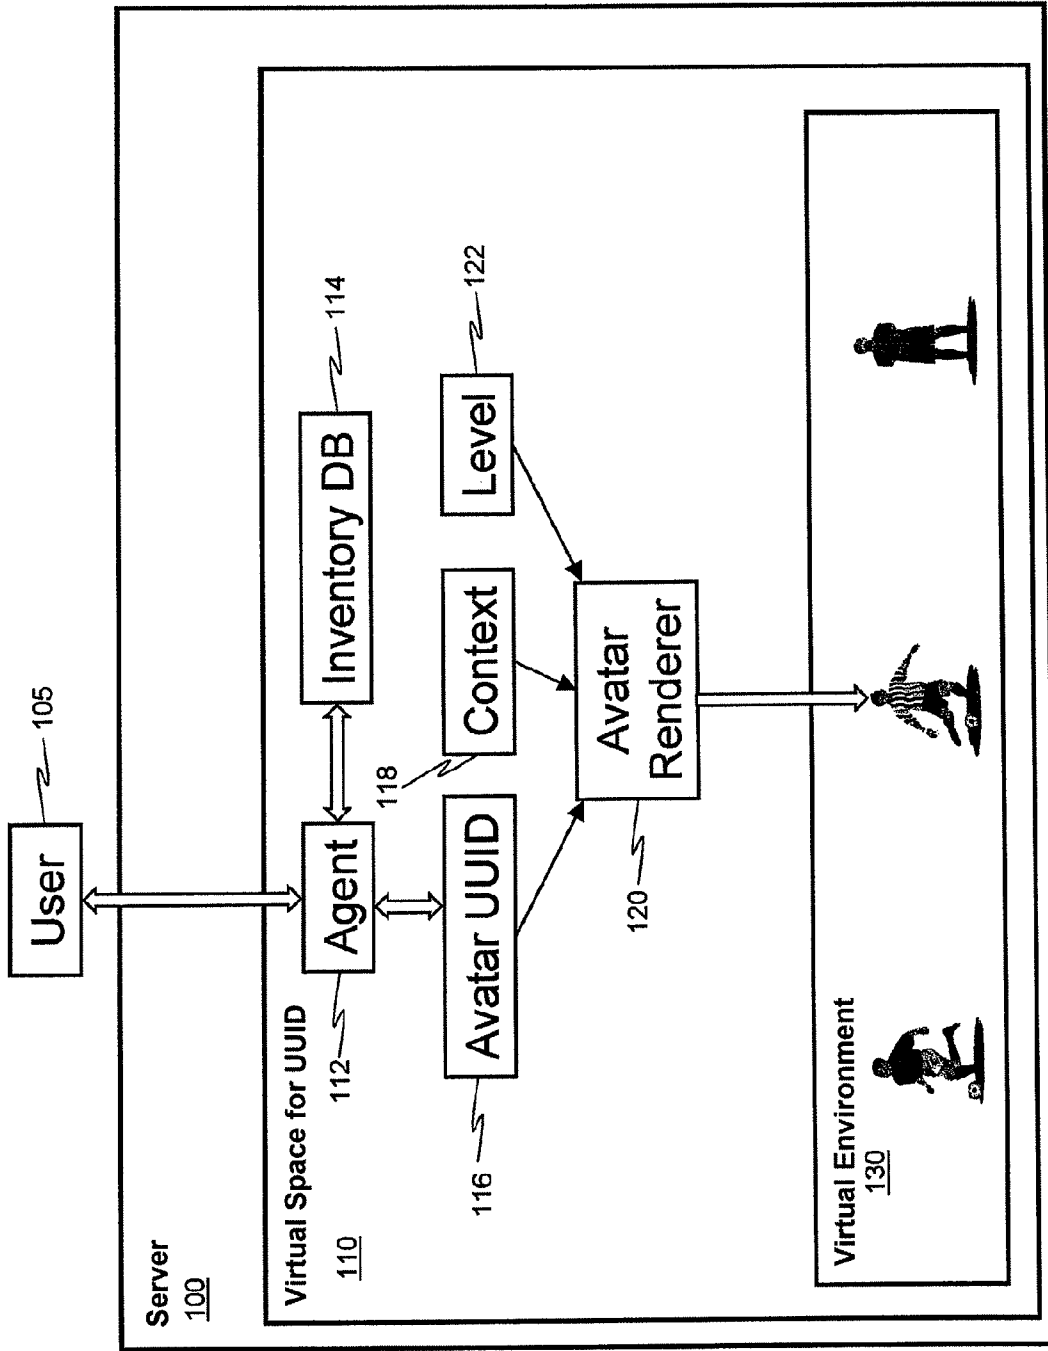 User
105
Server
100
Virtual Space for UUID
110
Agent
112
Inventory DB
114
Avatar UUID
116
Context
118
Level
122
Avatar
Renderer
120
Virtual Environment
130